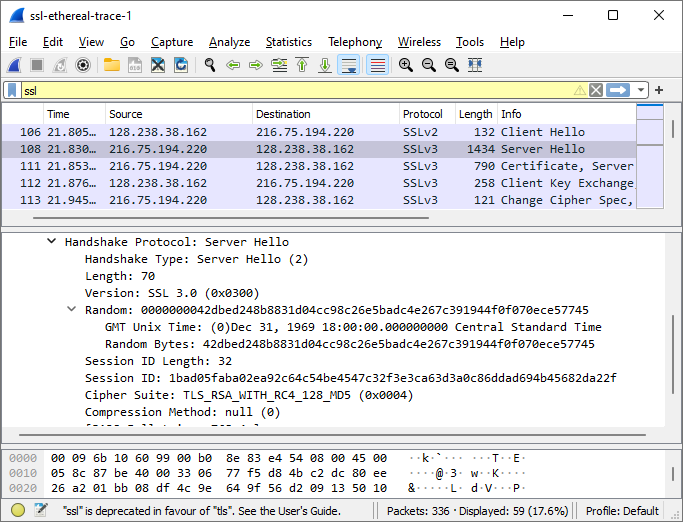 ssl-ethereal-trace-1
File Edit View Go Capture Analyze Statistics Telephony Wireless Tools Help
ssl
Time Source Destination Protocol Length Info
106 21.805… 128.238.38.162 216.75.194.220 SSLv2 132 Client Hello
108 21.830… 216.75.194.220 128.238.38.162 SSLv3 1434 Server Hello
111 21.853… 216.75.194.220 128.238.38.162 SSLv3 790 Certificate, Server
112 21.876… 128.238.38.162 216.75.194.220 SSLv3 258 Client Key Exchange
113 21.945… 216.75.194.220 128.238.38.162 SSLv3 121 Change Cipher Spec,
Handshake Protocol: Server Hello
Handshake Type: Server Hello (2)
Length: 70
Version: SSL 3.0 (0x0300)
Random: 0000000042dbed248b8831d04cc98c26e5badc4e267c391944f0f070ece57745
GMT Unix Time: (0)Dec 31, 1969 18:00:00.000000000 Central Standard Time
Random Bytes: 42dbed248b8831d04cc98c26e5badc4e267c391944f0f070ece57745
Session ID Length: 32
Session ID: 1bad05faba02ea92c64c54be4547c32f3e3ca63d3a0c86ddad694b45682da22f
Cipher Suite: TLS_RSA_WITH_RC4_128_MD5 (0x0004)
Compression Method: null (0)
0000 00 09 6b 10 60 99 00 b0 8e 83 e4 54 08 00 45 00 ··k·`··· ···T··E·
0010 05 8c 87 be 40 00 33 06 77 f5 d8 4b c2 dc 80 ee ····@·3· w··K····
0020 26 a2 01 bb 08 df 4c 9e 64 9f 56 d2 09 13 50 10 &·····L· d·V···P·
"ssl" is deprecated in favour of "tls". See the User's Guide. Packets: 336 · Displayed: 59 (17.6%) Profile: Default